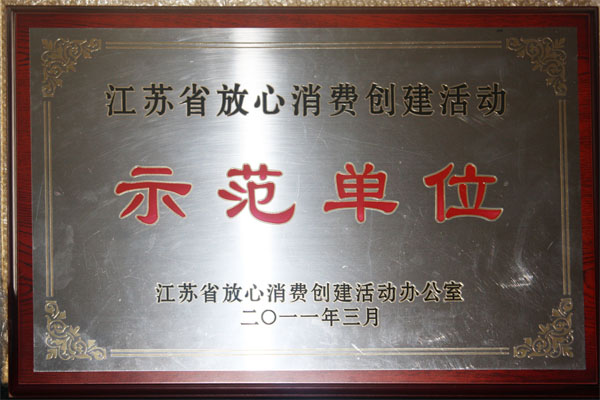 江苏省放心消费创建活动
示范单位
江苏省放心消费创建活动办公室
二〇一一年三月